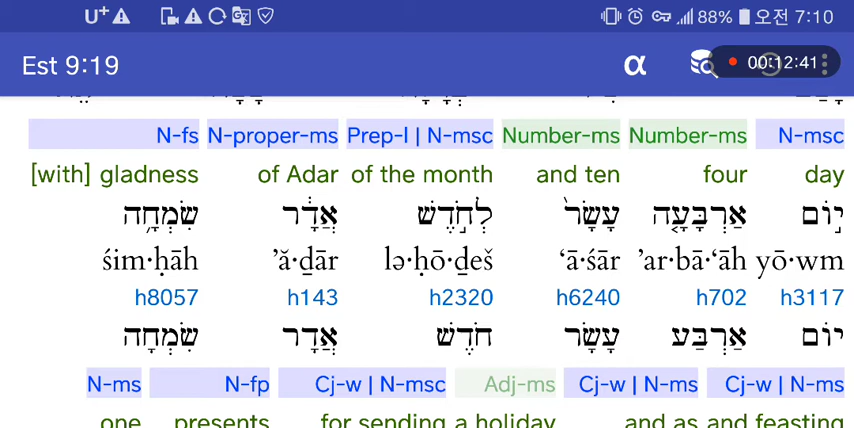 U+ 88% 오전 7:10
Est 9:19 α 00:12:41
N-fs N-proper-ms Prep-l | N-msc Number-ms Number-ms N-msc
[with] gladness of Adar of the month and ten four day
י֣וֹם אַרְבָּעָ֤ה עָשָׂר֙ לְחֹ֣דֶשׁ אֲדָ֔ר שִׂמְחָ֥ה
śim·ḥāh ’ă·ḏār lə·ḥō·ḏeš ‘ā·śār ’ar·bā·‘āh yō·wm
h8057 h143 h2320 h6240 h702 h3117
יוֹם אַרְבַּע עָשָׂר חֹדֶשׁ אֲדָר שִׂמְחָה
N-ms N-fp Cj-w | N-msc Adj-ms Cj-w | N-ms Cj-w | N-ms
one presents for sending a holiday and as and feasting